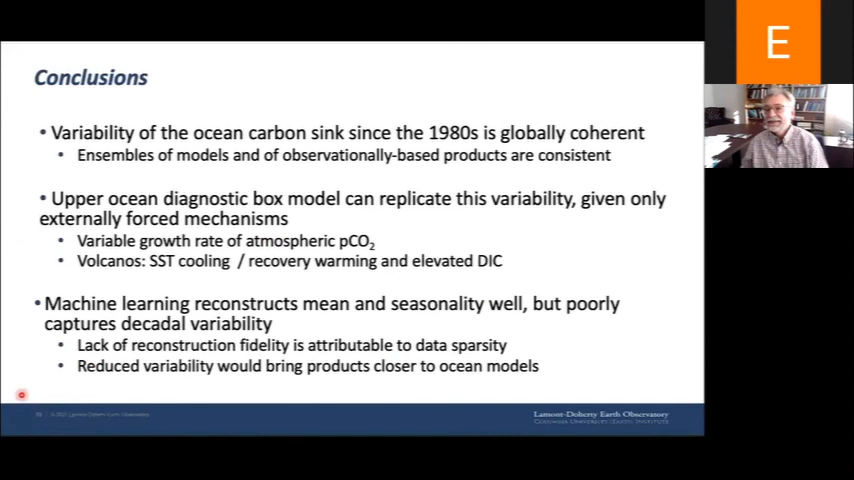 Conclusions
• Variability of the ocean carbon sink since the 1980s is globally coherent
• Ensembles of models and of observationally-based products are consistent
• Upper ocean diagnostic box model can replicate this variability, given only
externally forced mechanisms
• Variable growth rate of atmospheric pCO₂
• Volcanos: SST cooling / recovery warming and elevated DIC
• Machine learning reconstructs mean and seasonality well, but poorly
captures decadal variability
• Lack of reconstruction fidelity is attributable to data sparsity
• Reduced variability would bring products closer to ocean models
Lamont-Doherty Earth Observatory
Columbia University | Earth Institute
E